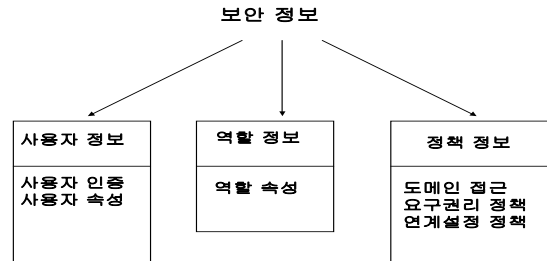 보안 정보
사용자 정보
사용자 인증
사용자 속성
역할 정보
역할 속성
정책 정보
도메인 접근
요구권리 정책
연계설정 정책